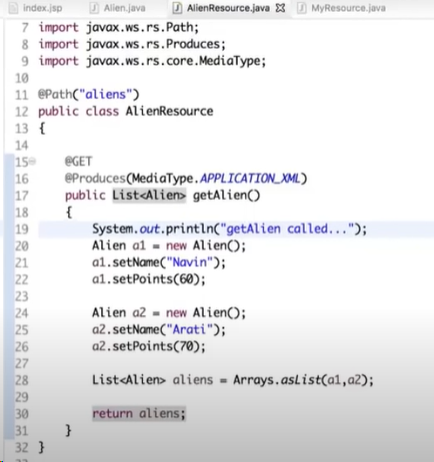 index.jsp Alien.java AlienResource.java MyResource.java
7 import javax.ws.rs.Path;
8 import javax.ws.rs.Produces;
9 import javax.ws.rs.core.MediaType;
10
11 @Path("aliens")
12 public class AlienResource
13 {
14
15 @GET
16 @Produces(MediaType.APPLICATION_XML)
17 public List<Alien> getAlien()
18 {
19 System.out.println("getAlien called...");
20 Alien a1 = new Alien();
21 a1.setName("Navin");
22 a1.setPoints(60);
23
24 Alien a2 = new Alien();
25 a2.setName("Arati");
26 a2.setPoints(70);
27
28 List<Alien> aliens = Arrays.asList(a1,a2);
29
30 return aliens;
31 }
32 }